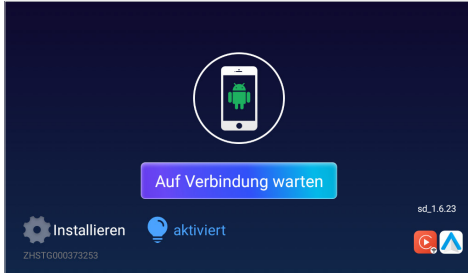 Auf Verbindung warten
sd_1.6.23
Installieren
aktiviert
ZHSTG000373253